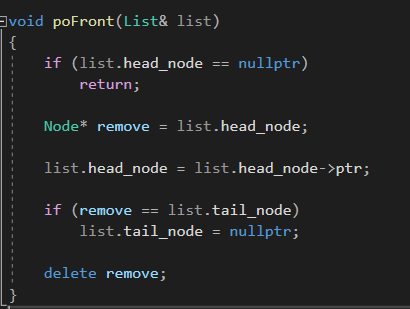 void poFront(List& list)
{
    if (list.head_node == nullptr)
        return;
    Node* remove = list.head_node;
    list.head_node = list.head_node->ptr;
    if (remove == list.tail_node)
        list.tail_node = nullptr;
    delete remove;
}